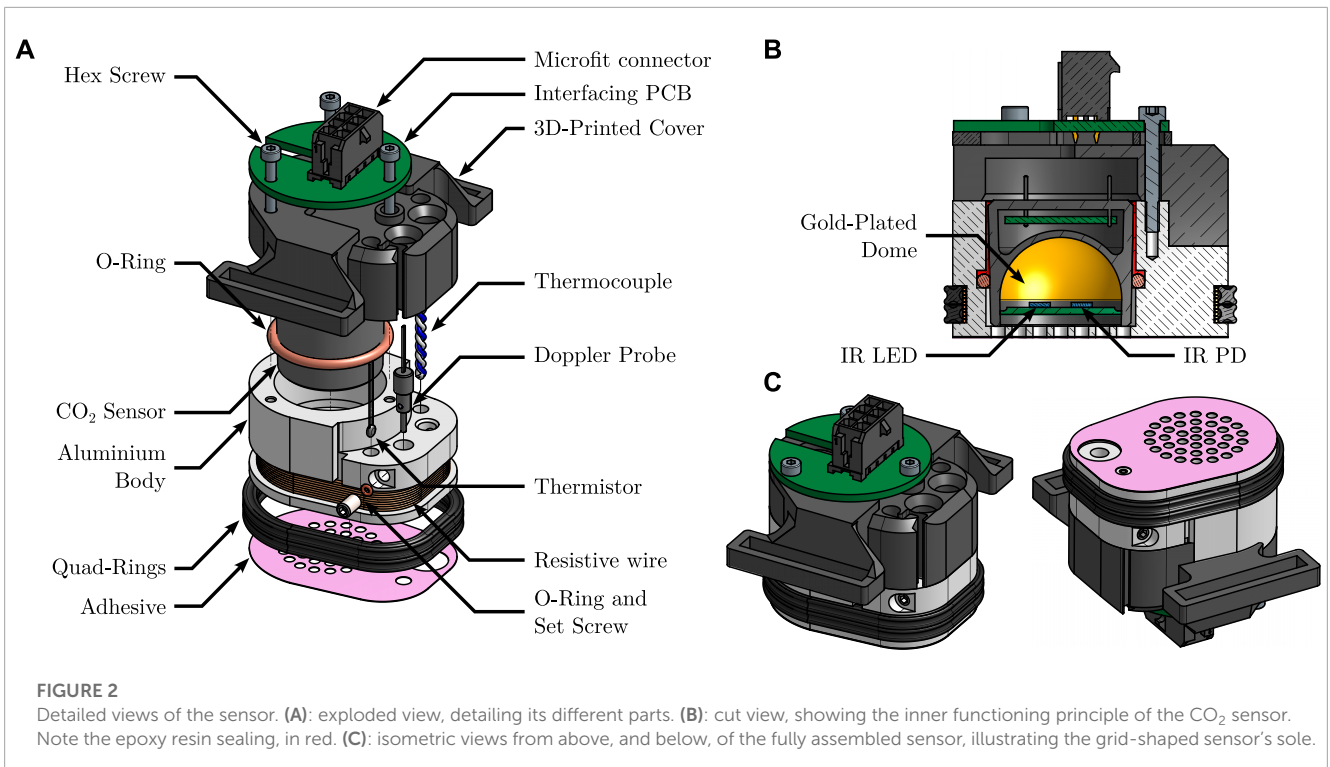 A
Hex Screw
Microfit connector
Interfacing PCB
3D-Printed Cover
O-Ring
Thermocouple
Doppler Probe
CO₂ Sensor
Aluminium
Body
Thermistor
Quad-Rings
Adhesive
Resistive wire
O-Ring and
Set Screw
B
Gold-Plated
Dome
IR LED
IR PD
C
FIGURE 2
Detailed views of the sensor. (A): exploded view, detailing its different parts. (B): cut view, showing the inner functioning principle of the CO₂ sensor.
Note the epoxy resin sealing, in red. (C): isometric views from above, and below, of the fully assembled sensor, illustrating the grid-shaped sensor's sole.